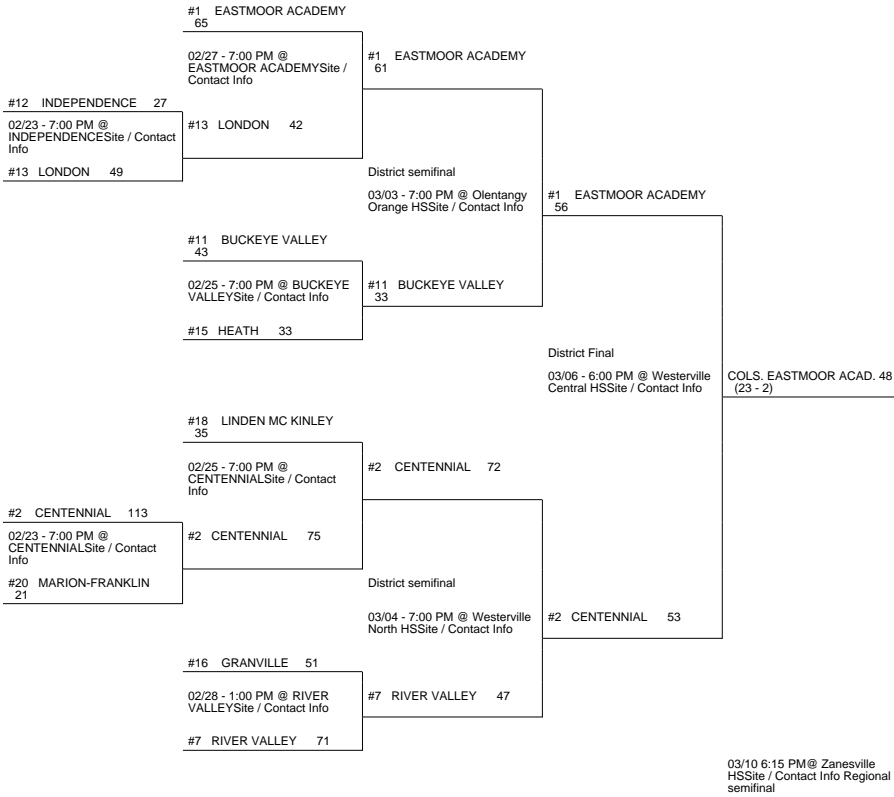 #1 EASTMOOR ACADEMY
65
02/27 - 7:00 PM @
EASTMOOR ACADEMYSite /
Contact Info
#1 EASTMOOR ACADEMY
61
#12 INDEPENDENCE 27
02/23 - 7:00 PM @
INDEPENDENCESite / Contact
Info
#13 LONDON 49
#13 LONDON 42
District semifinal
03/03 - 7:00 PM @ Olentangy
Orange HSSite / Contact Info
#1 EASTMOOR ACADEMY
56
#11 BUCKEYE VALLEY
43
02/25 - 7:00 PM @ BUCKEYE
VALLEYSite / Contact Info
#11 BUCKEYE VALLEY
33
#15 HEATH 33
District Final
03/06 - 6:00 PM @ Westerville
Central HSSite / Contact Info
COLS. EASTMOOR ACAD. 48
(23 - 2)
#18 LINDEN MC KINLEY
35
02/25 - 7:00 PM @
CENTENNIALSite / Contact
Info
#2 CENTENNIAL 72
#2 CENTENNIAL 113
02/23 - 7:00 PM @
CENTENNIALSite / Contact
Info
#20 MARION-FRANKLIN
21
#2 CENTENNIAL 75
District semifinal
03/04 - 7:00 PM @ Westerville
North HSSite / Contact Info
#2 CENTENNIAL 53
#16 GRANVILLE 51
02/28 - 1:00 PM @ RIVER
VALLEYSite / Contact Info
#7 RIVER VALLEY 47
#7 RIVER VALLEY 71
03/10 6:15 PM@ Zanesville
HSSite / Contact Info Regional
semifinal